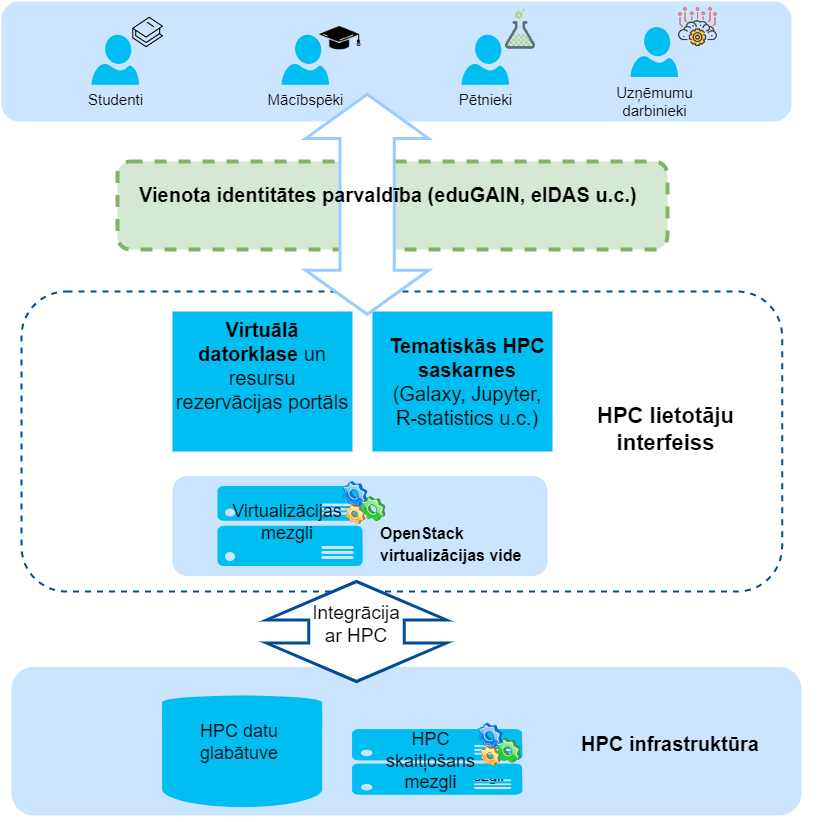 Studenti
Mācībspēki
Pētnieki
Uzņēmumu
darbinieki
Vienota identitātes parvaldība (eduGAIN, eIDAS u.c.)
Virtuālā
datorklase un
resursu
rezervācijas portāls
Tematiskās HPC
saskarnes
(Galaxy, Jupyter,
R-statistics u.c.)
HPC lietotāju
interfeiss
Virtualizācijas
mezgli
OpenStack
virtualizācijas vide
Integrācija
ar HPC
HPC datu
glabātuve
HPC
skaitļošans
mezgli
HPC infrastruktūra